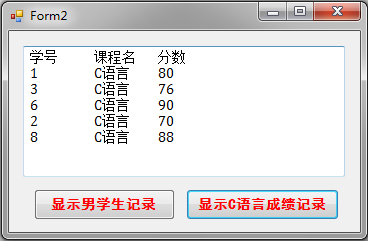 Form2
学号 课程名 分数
1 C语言 80
3 C语言 76
6 C语言 90
2 C语言 70
8 C语言 88
显示男学生记录 显示C语言成绩记录